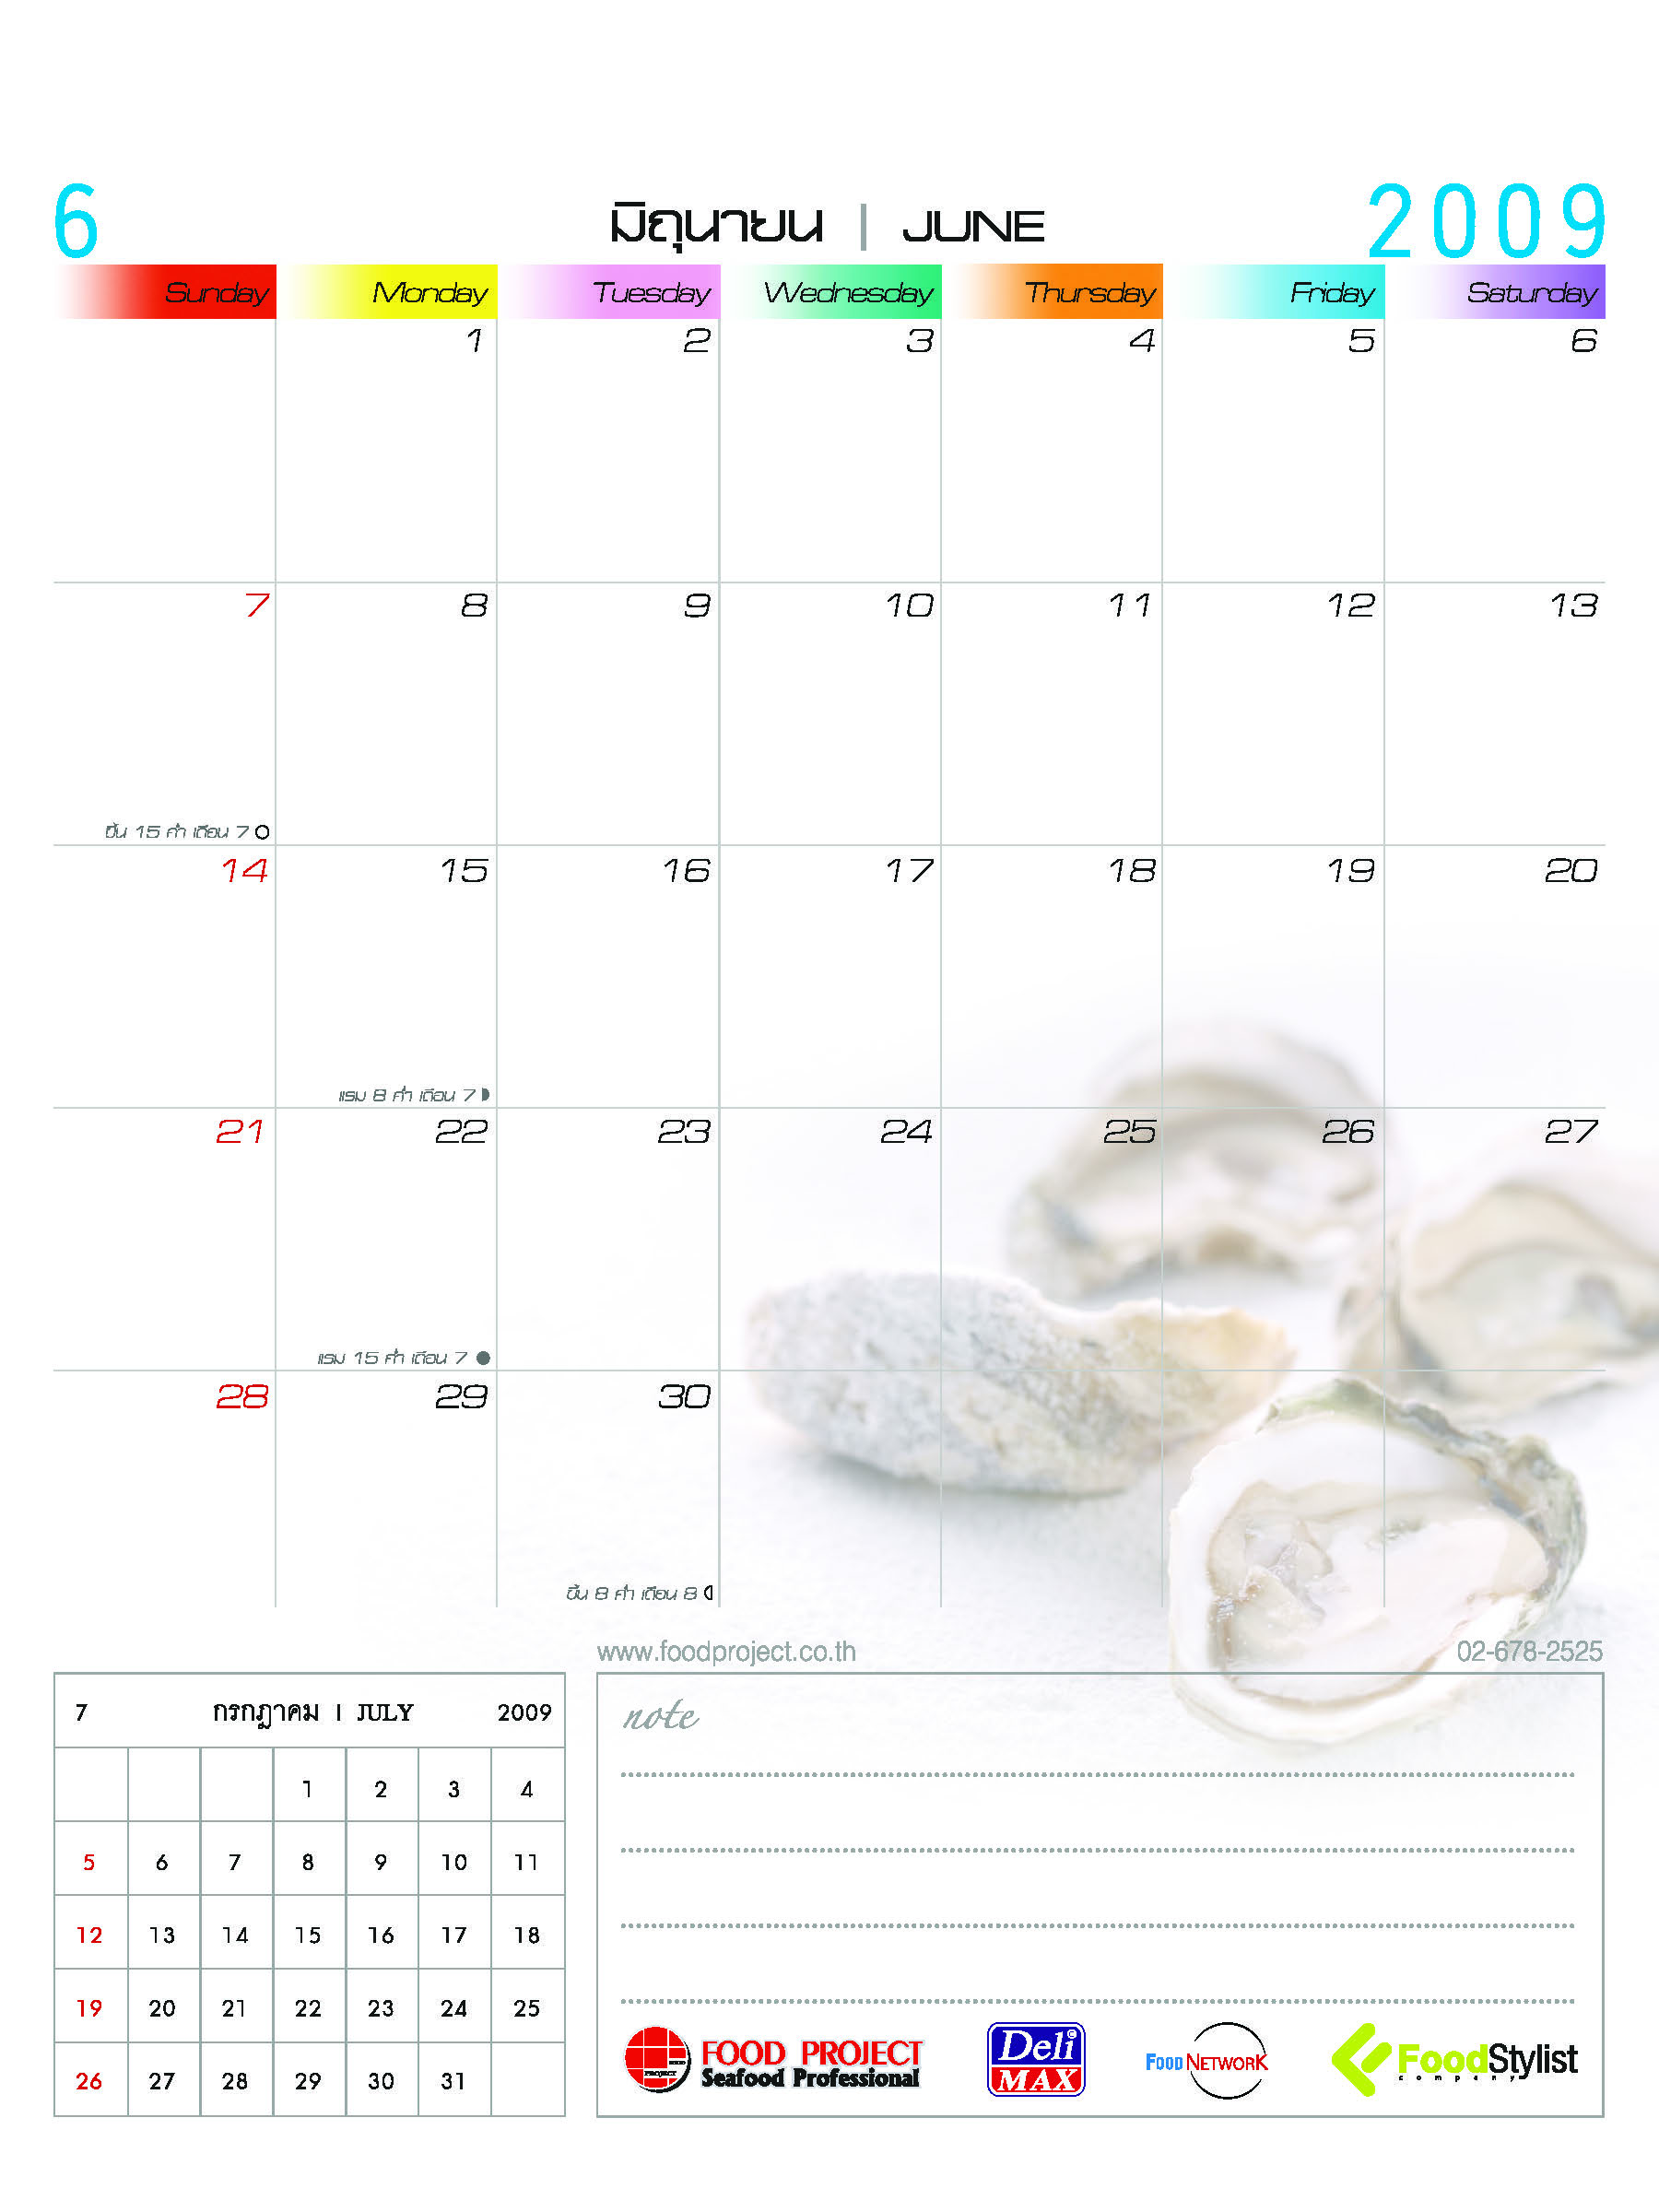 6 มิถุนายน | JUNE 2009
Sunday Monday Tuesday Wednesday Thursday Friday Saturday
1 2 3 4 5 6
7 8 9 10 11 12 13
ขึ้น 15 ค่ำ เดือน 7
14 15 16 17 18 19 20
แรม 8 ค่ำ เดือน 7
21 22 23 24 25 26 27
แรม 15 ค่ำ เดือน 7
28 29 30
ขึ้น 8 ค่ำ เดือน 8
www.foodproject.co.th 02-678-2525
7 กรกฎาคม I JULY 2009
1 2 3 4
5 6 7 8 9 10 11
12 13 14 15 16 17 18
19 20 21 22 23 24 25
26 27 28 29 30 31
note
FOOD PROJECT
Seafood Professional
FOOD
PROJECT
Deli©
MAX
FOOD NETWORK
FoodStylist
company